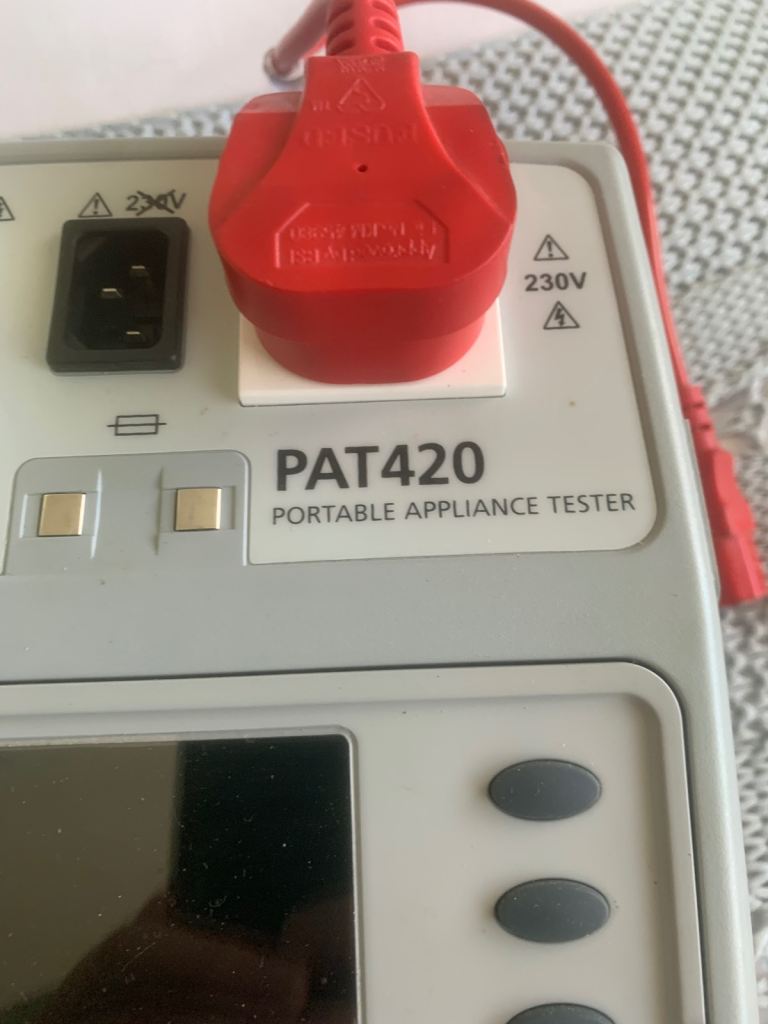 FUSED
230V
230V
PAT420
PORTABLE APPLIANCE TESTER